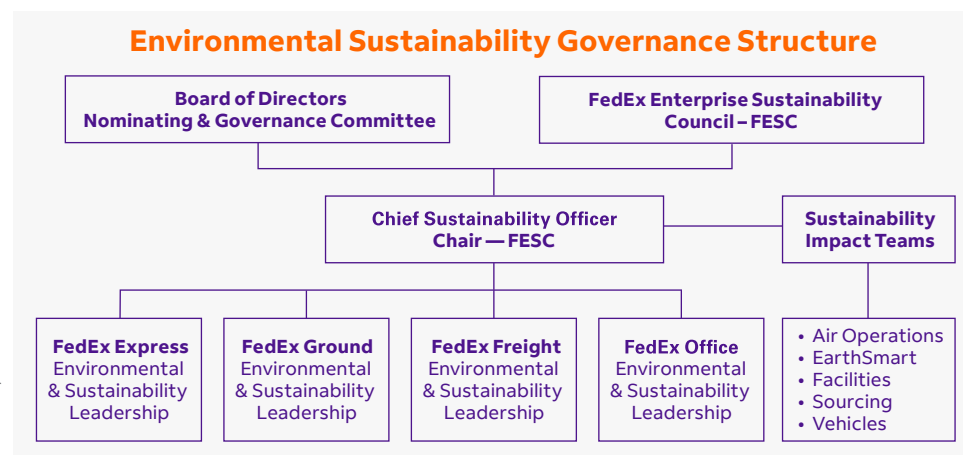 Environmental Sustainability Governance Structure
Board of Directors
Nominating & Governance Committee
FedEx Enterprise Sustainability
Council – FESC
Chief Sustainability Officer
Chair — FESC
Sustainability
Impact Teams
FedEx Express
Environmental
& Sustainability
Leadership
FedEx Ground
Environmental
& Sustainability
Leadership
FedEx Freight
Environmental
& Sustainability
Leadership
FedEx Office
Environmental
& Sustainability
Leadership
• Air Operations
• EarthSmart
• Facilities
• Sourcing
• Vehicles